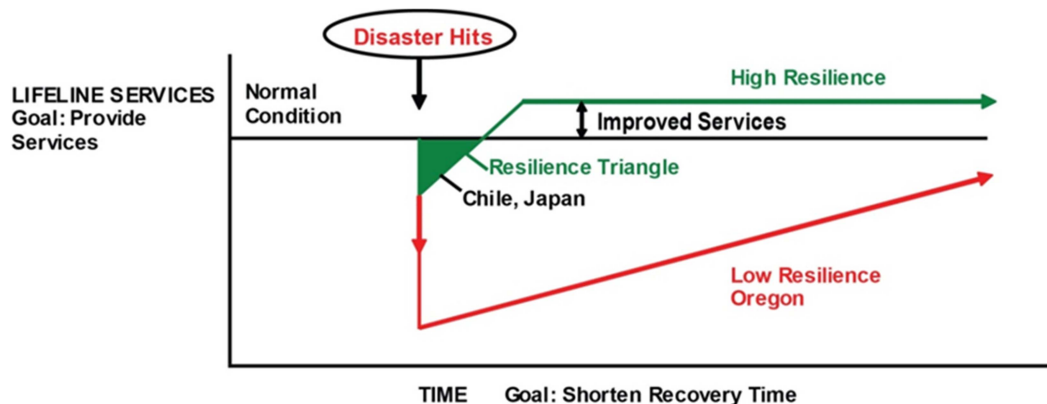 Disaster Hits
LIFELINE SERVICES
Goal: Provide
Services
Normal
Condition
High Resilience
Improved Services
Resilience Triangle
Chile, Japan
Low Resilience
Oregon
TIME Goal: Shorten Recovery Time